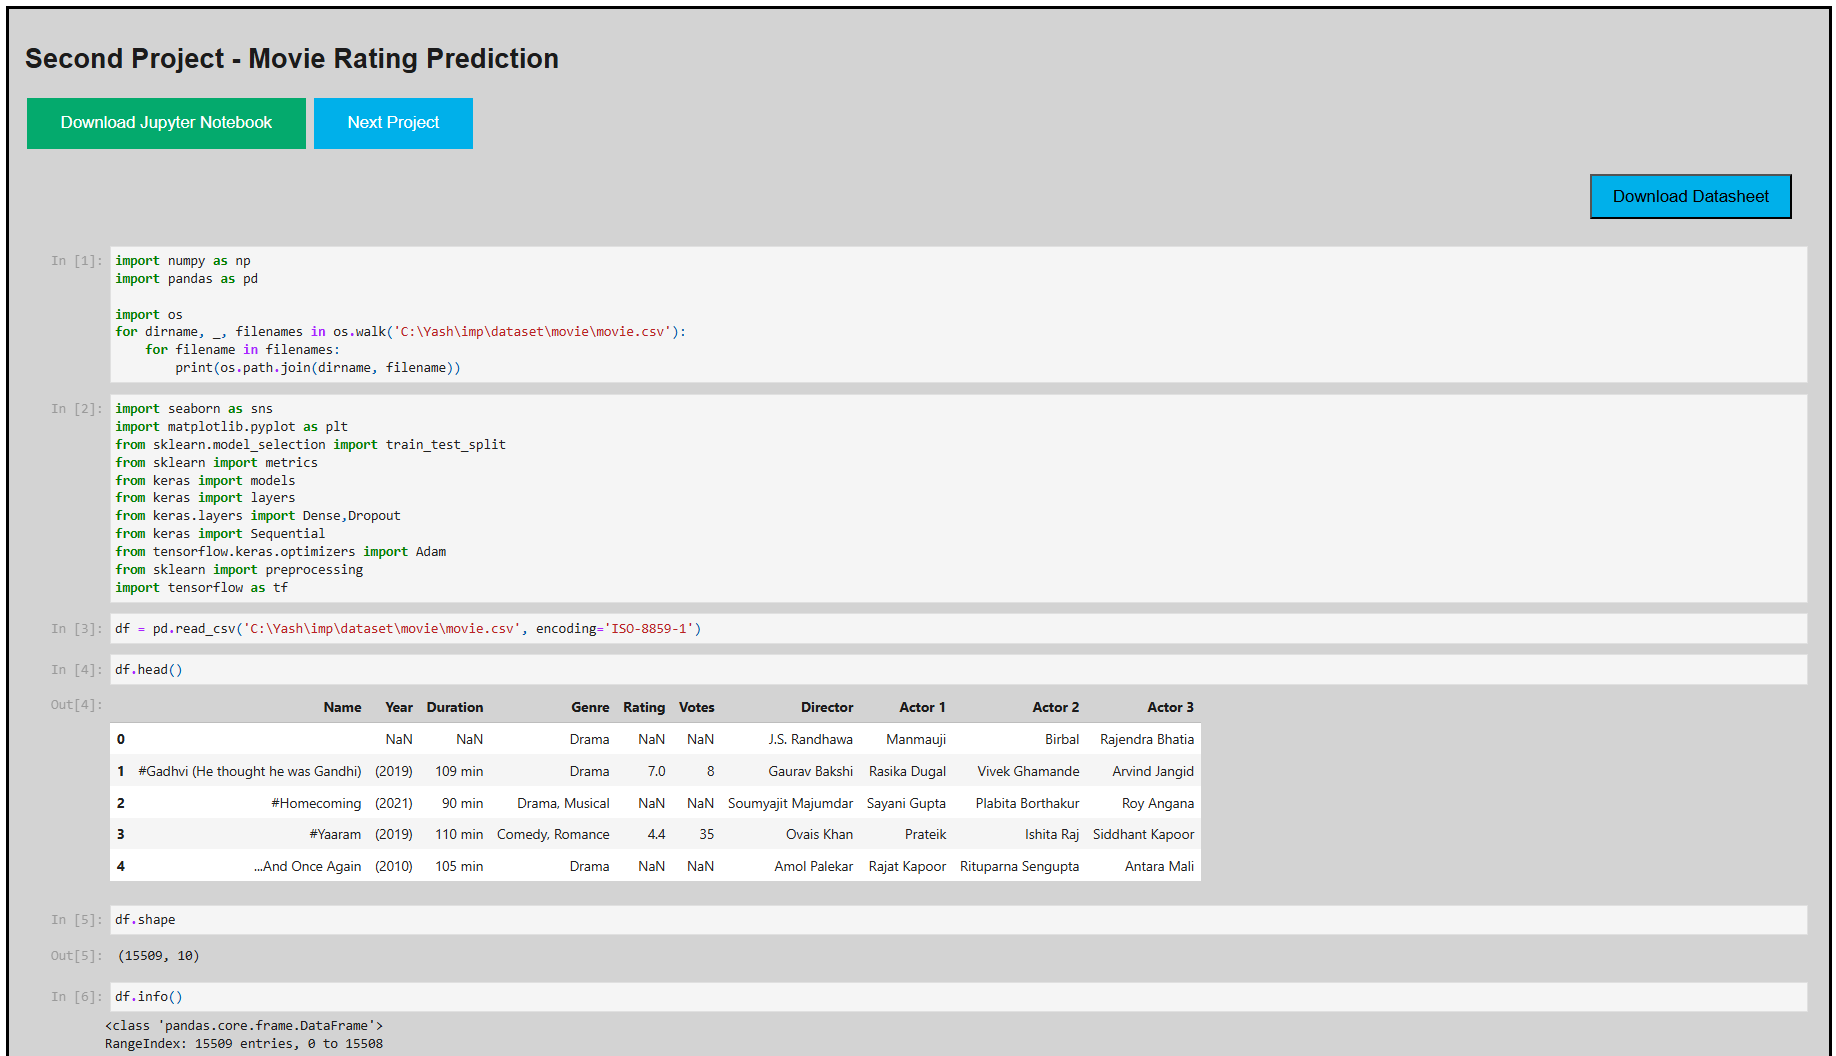 Second Project - Movie Rating Prediction
Download Jupyter Notebook Next Project
Download Datasheet
In [1]: import numpy as np
import pandas as pd
import os
for dirname, _, filenames in os.walk('C:\Yash\imp\dataset\movie\movie.csv'):
    for filename in filenames:
        print(os.path.join(dirname, filename))
In [2]: import seaborn as sns
import matplotlib.pyplot as plt
from sklearn.model_selection import train_test_split
from sklearn import metrics
from keras import models
from keras import layers
from keras.layers import Dense,Dropout
from keras import Sequential
from tensorflow.keras.optimizers import Adam
from sklearn import preprocessing
import tensorflow as tf
In [3]: df = pd.read_csv('C:\Yash\imp\dataset\movie\movie.csv', encoding='ISO-8859-1')
In [4]: df.head()
Out[4]: Name Year Duration Genre Rating Votes Director Actor 1 Actor 2 Actor 3
0 NaN NaN Drama NaN NaN J.S. Randhawa Manmauji Birbal Rajendra Bhatia
1 #Gadhvi (He thought he was Gandhi) (2019) 109 min Drama 7.0 8 Gaurav Bakshi Rasika Dugal Vivek Ghamande Arvind Jangid
2 #Homecoming (2021) 90 min Drama, Musical NaN NaN Soumyajit Majumdar Sayani Gupta Plabita Borthakur Roy Angana
3 #Yaaram (2019) 110 min Comedy, Romance 4.4 35 Ovais Khan Prateik Ishita Raj Siddhant Kapoor
4 ...And Once Again (2010) 105 min Drama NaN NaN Amol Palekar Rajat Kapoor Rituparna Sengupta Antara Mali
In [5]: df.shape
Out[5]: (15509, 10)
In [6]: df.info()
<class 'pandas.core.frame.DataFrame'>
RangeIndex: 15509 entries, 0 to 15508